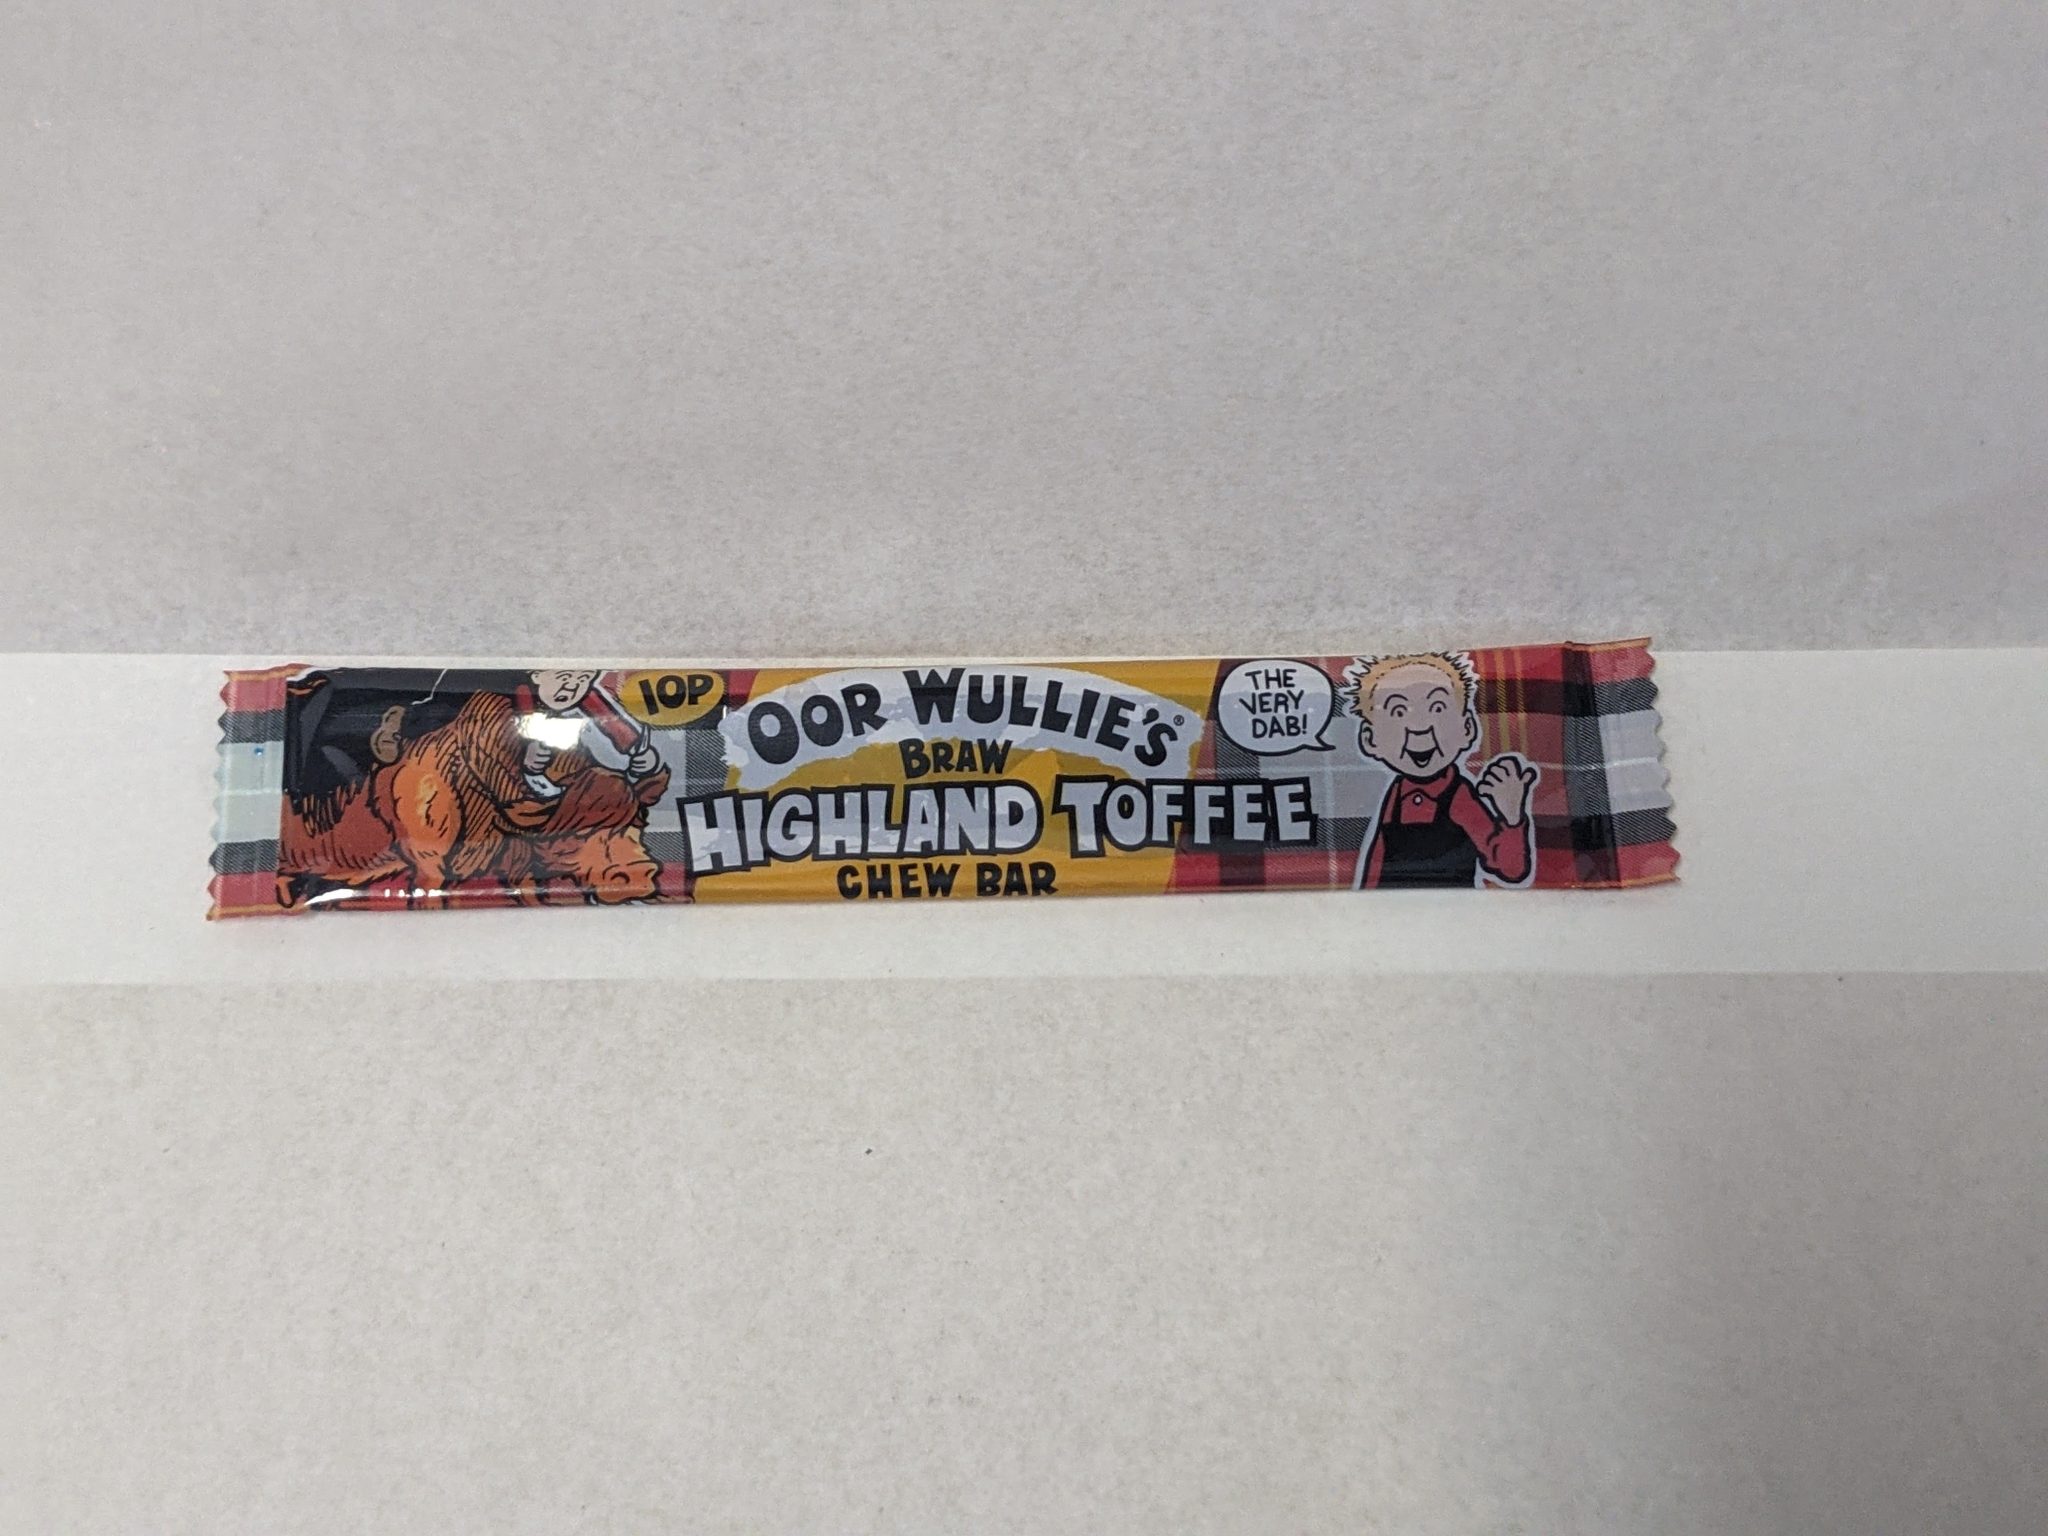 10P
OOR WULLIE'S®
BRAW
HIGHLAND TOFFEE
CHEW BAR
THE
VERY
DAB!